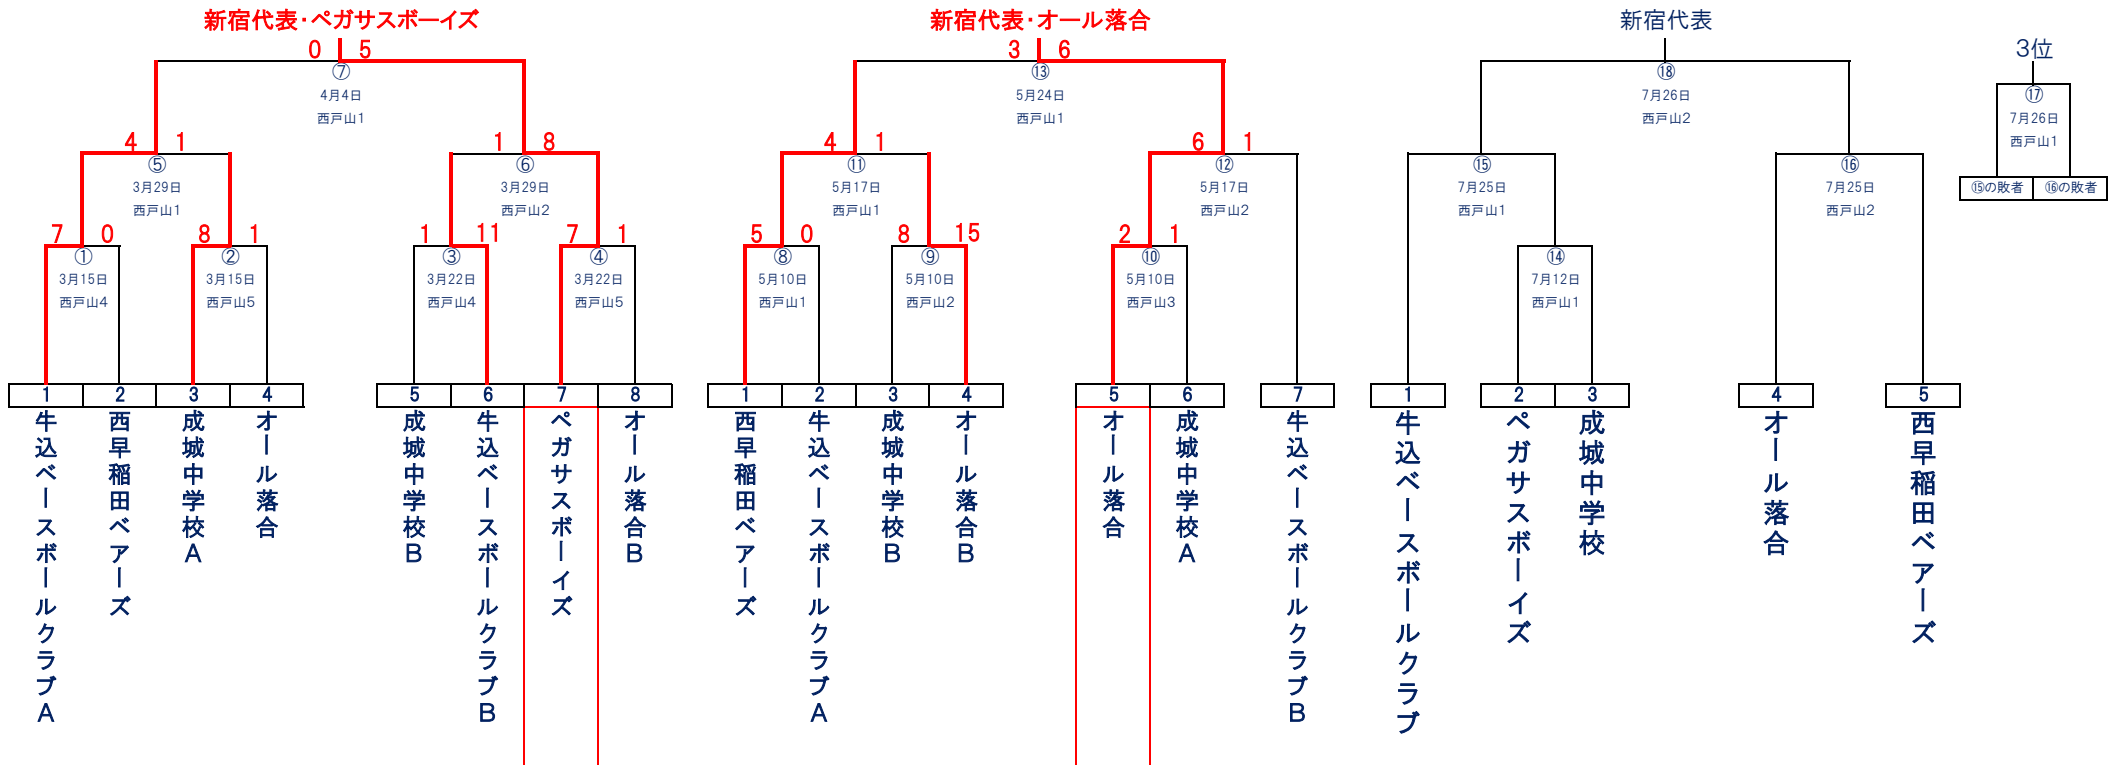 新宿代表・ペガサスボーイズ
0 5
⑦
4月4日
西戸山1
4 1
⑤
3月29日
西戸山1
1 8
⑥
3月29日
西戸山2
7 0
①
3月15日
西戸山4
8 1
②
3月15日
西戸山5
1 11
③
3月22日
西戸山4
7 1
④
3月22日
西戸山5
1
牛込ベースボールクラブA
2
西早稲田ベアーズ
3
成城中学校A
4
オール落合
5
成城中学校B
6
牛込ベースボールクラブB
7
ペガサスボーイズ
8
オール落合B
新宿代表・オール落合
3 6
⑬
5月24日
西戸山1
4 1
⑪
5月17日
西戸山1
6 1
⑫
5月17日
西戸山2
5 0
⑧
5月10日
西戸山1
8 15
⑨
5月10日
西戸山2
2 1
⑩
5月10日
西戸山3
1
西早稲田ベアーズ
2
牛込ベースボールクラブA
3
成城中学校B
4
オール落合B
5
オール落合
6
成城中学校A
7
牛込ベースボールクラブB
新宿代表
⑱
7月26日
西戸山2
⑮
7月25日
西戸山1
⑯
7月25日
西戸山2
⑭
7月12日
西戸山1
1
牛込ベースボールクラブ
2
ペガサスボーイズ
3
成城中学校
4
オール落合
5
西早稲田ベアーズ
3位
⑰
7月26日
西戸山1
⑮の敗者 ⑯の敗者